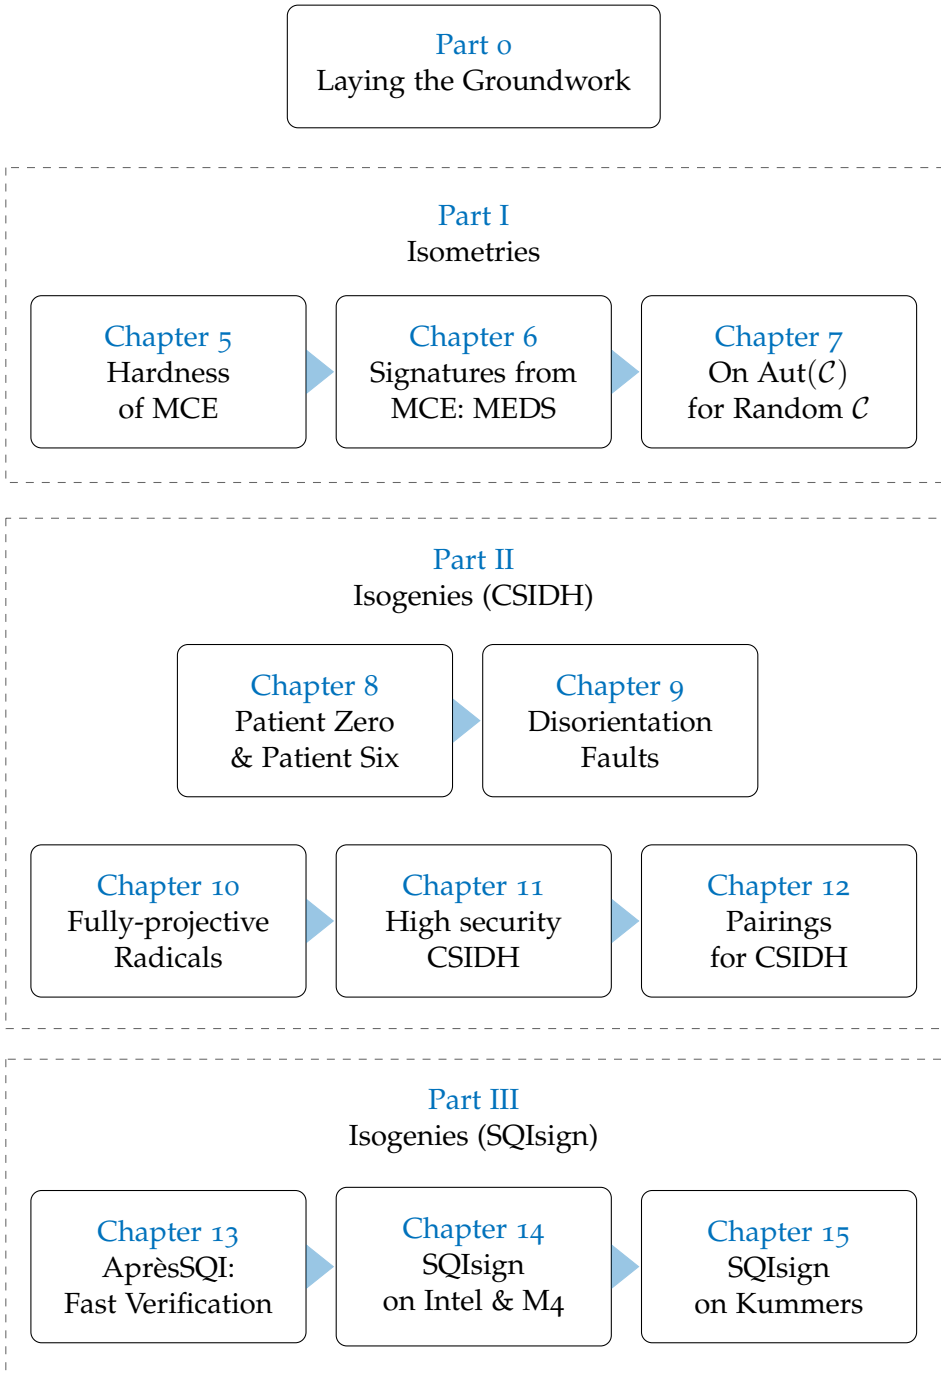 Part 0
Laying the Groundwork
Part I
Isometries
Chapter 5
Hardness
of MCE
Chapter 6
Signatures from
MCE: MEDS
Chapter 7
On Aut(𝒞)
for Random 𝒞
Part II
Isogenies (CSIDH)
Chapter 8
Patient Zero
& Patient Six
Chapter 9
Disorientation
Faults
Chapter 10
Fully-projective
Radicals
Chapter 11
High security
CSIDH
Chapter 12
Pairings
for CSIDH
Part III
Isogenies (SQIsign)
Chapter 13
AprèsSQI:
Fast Verification
Chapter 14
SQIsign
on Intel & M4
Chapter 15
SQIsign
on Kummers